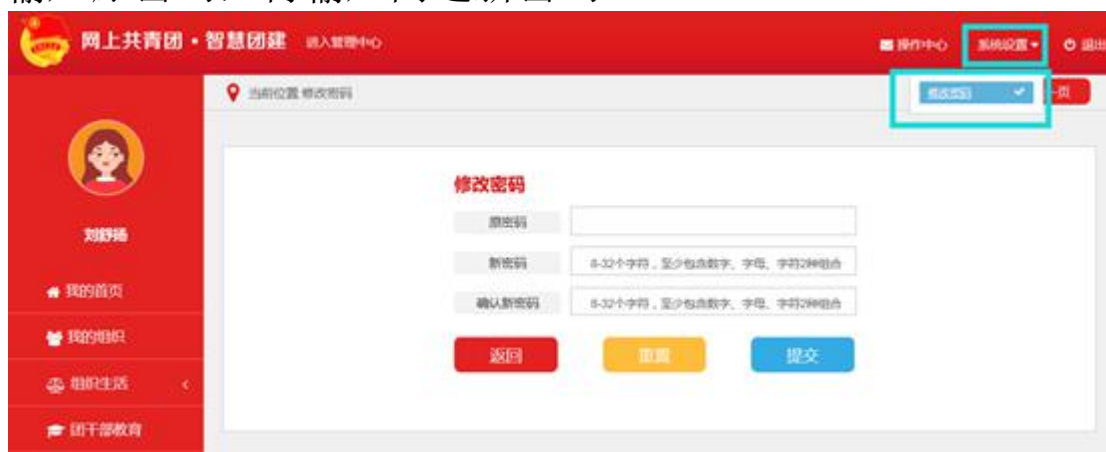 网上共青团·智慧团建 进入管理中心 操作中心 系统设置 退出
当前位置 修改密码 修改密码 一页
修改密码
原密码
刘舒扬
新密码 8-32个字符，至少包含数字、字母、字符2种组合
我的首页
确认新密码 8-32个字符，至少包含数字、字母、字符2种组合
我的组织
返回 重置 提交
组织生活
团干部教育